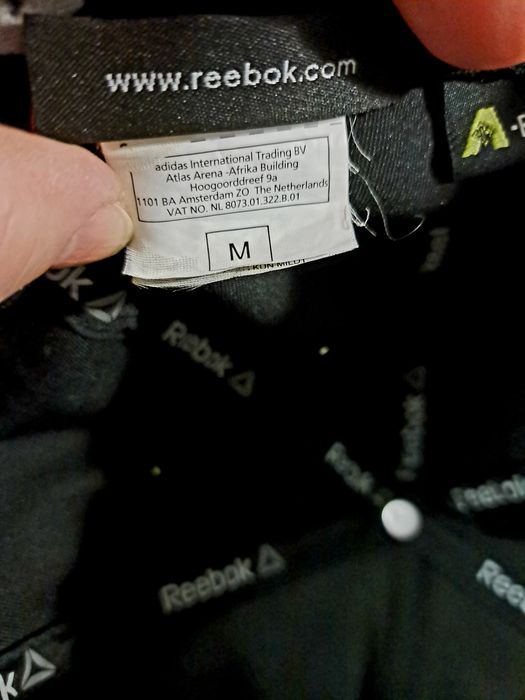 www.reebok.com
adidas International Trading BV
Atlas Arena -Afrika Building
Hoogoorddreef 9a
1101 BA Amsterdam ZO The Netherlands
VAT NO. NL 8073.01.322.B.01
M
Reebok
Reebok
Reebok
Reebok
Reebok